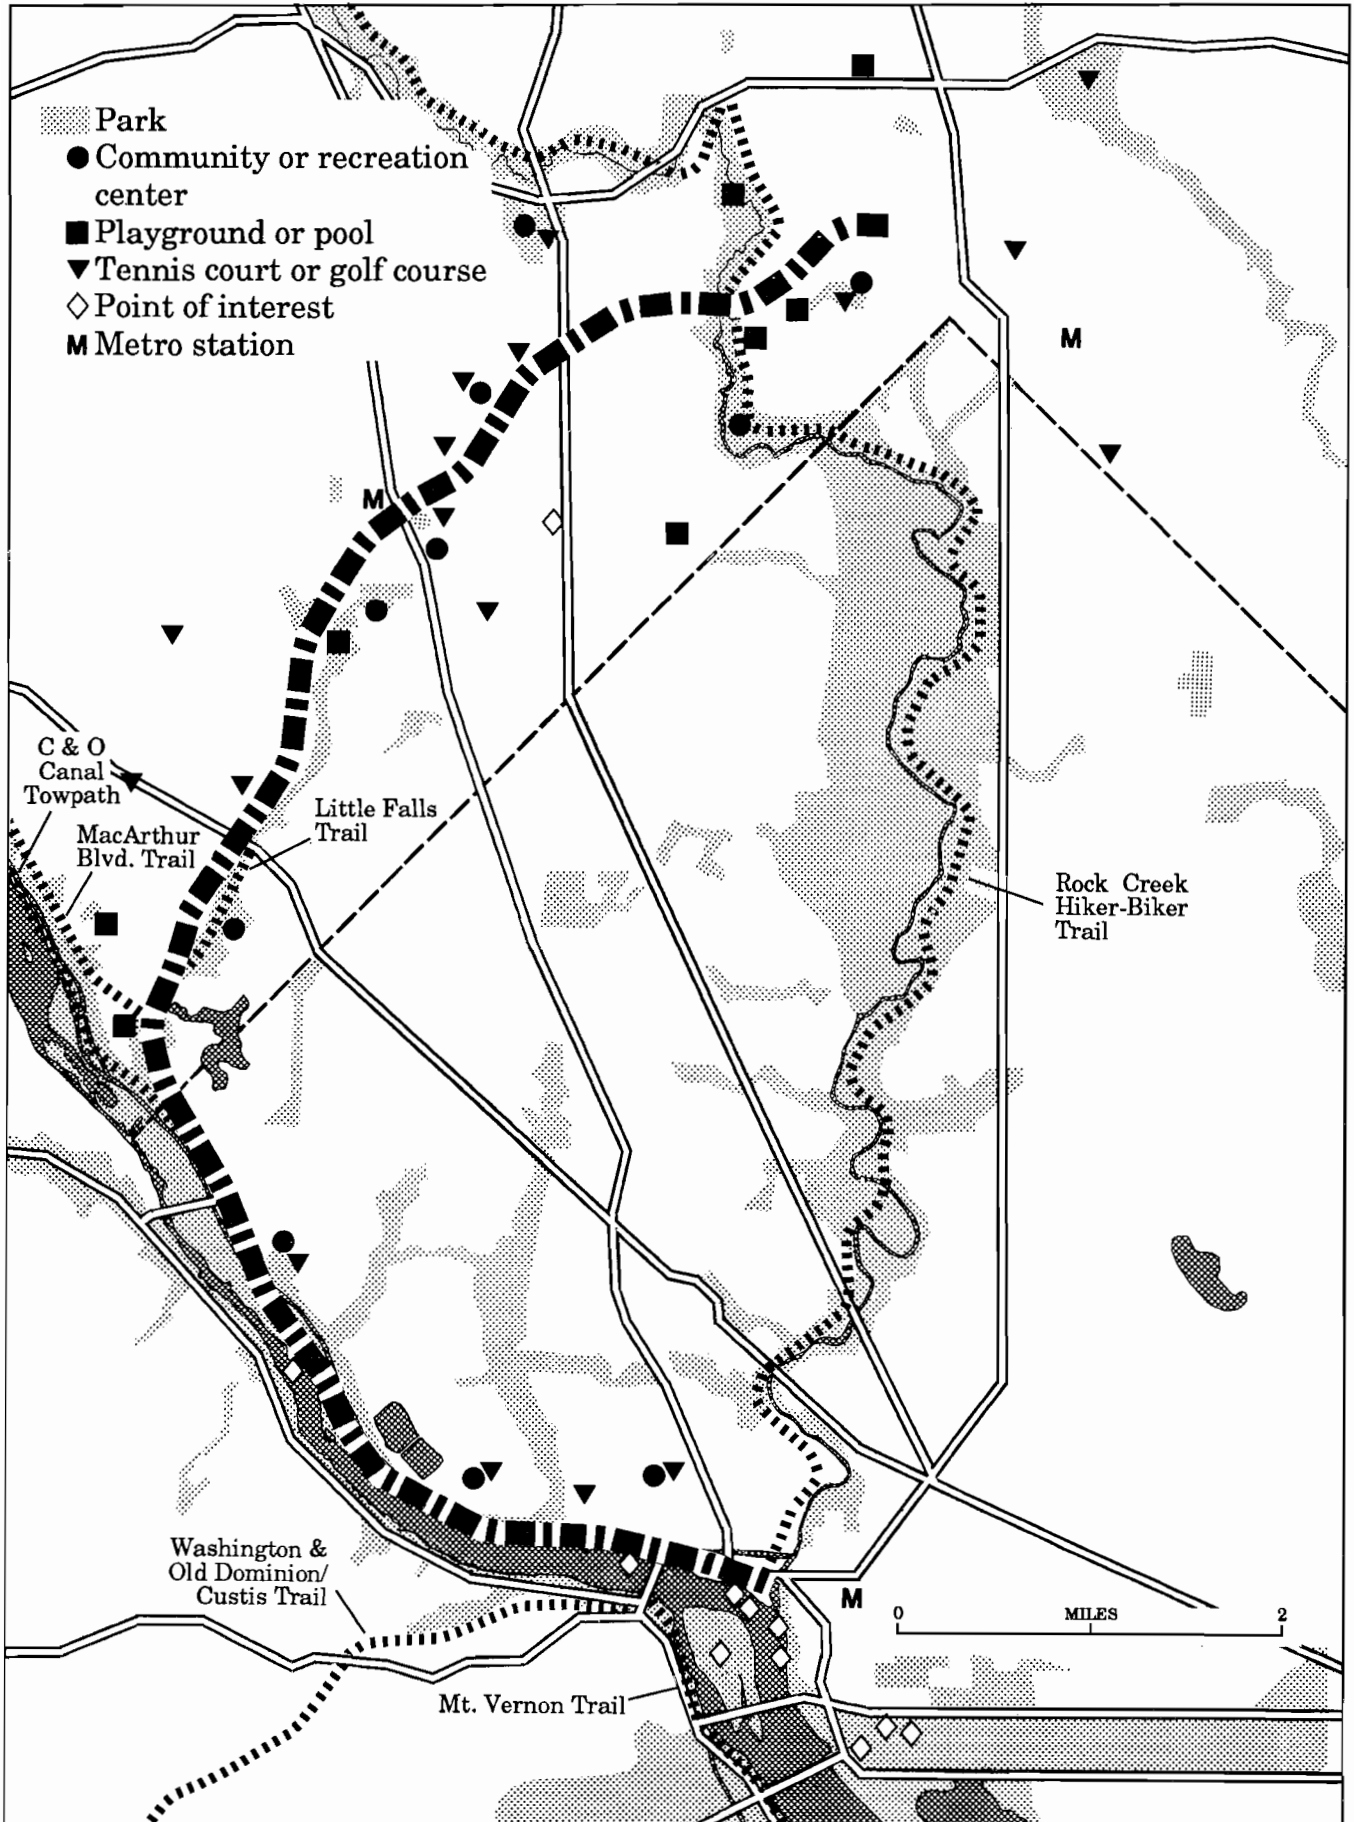 Park
Community or recreation
center
Playground or pool
Tennis court or golf course
Point of interest
M Metro station
M
M
C & O
Canal
Towpath
MacArthur
Blvd. Trail
Little Falls
Trail
Rock Creek
Hiker-Biker
Trail
Washington &
Old Dominion/
Custis Trail
M
0 MILES 2
Mt. Vernon Trail